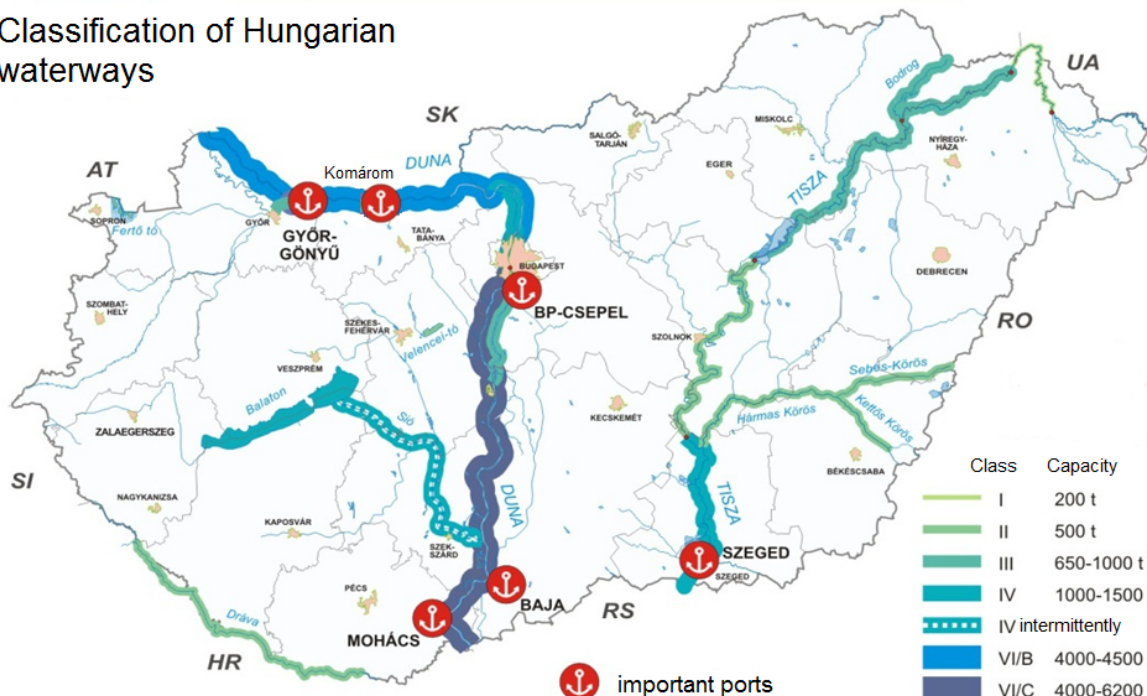 Classification of Hungarian
waterways
SK
UA
AT
SI
HR
RS
RO
DUNA
Komárom
SOPRON
Fertő tó
GYŐR
GYŐR-
GÖNYŰ
TATA-
BÁNYA
SALGÓ-
TARJÁN
MISKOLC
EGER
Bodrog
NYÍREGY-
HÁZA
TISZA
DEBRECEN
BUDAPEST
BP-CSEPEL
SZOMBAT-
HELY
SZÉKES-
FEHÉRVÁR
Velencei-tó
VESZPRÉM
SZOLNOK
Balaton
Sió
ZALAEGERSZEG
KECSKEMÉT
Sebes-Körös
Hármas Körös
Kettős Körös
BÉKÉSCSABA
NAGYKANIZSA
KAPOSVÁR
DUNA
SZEK-
SZÁRD
TISZA
SZEGED
SZEGED
PÉCS
BAJA
MOHÁCS
Dráva
important ports
Class Capacity
I 200 t
II 500 t
III 650-1000 t
IV 1000-1500
IV intermittently
VI/B 4000-4500
VI/C 4000-6200